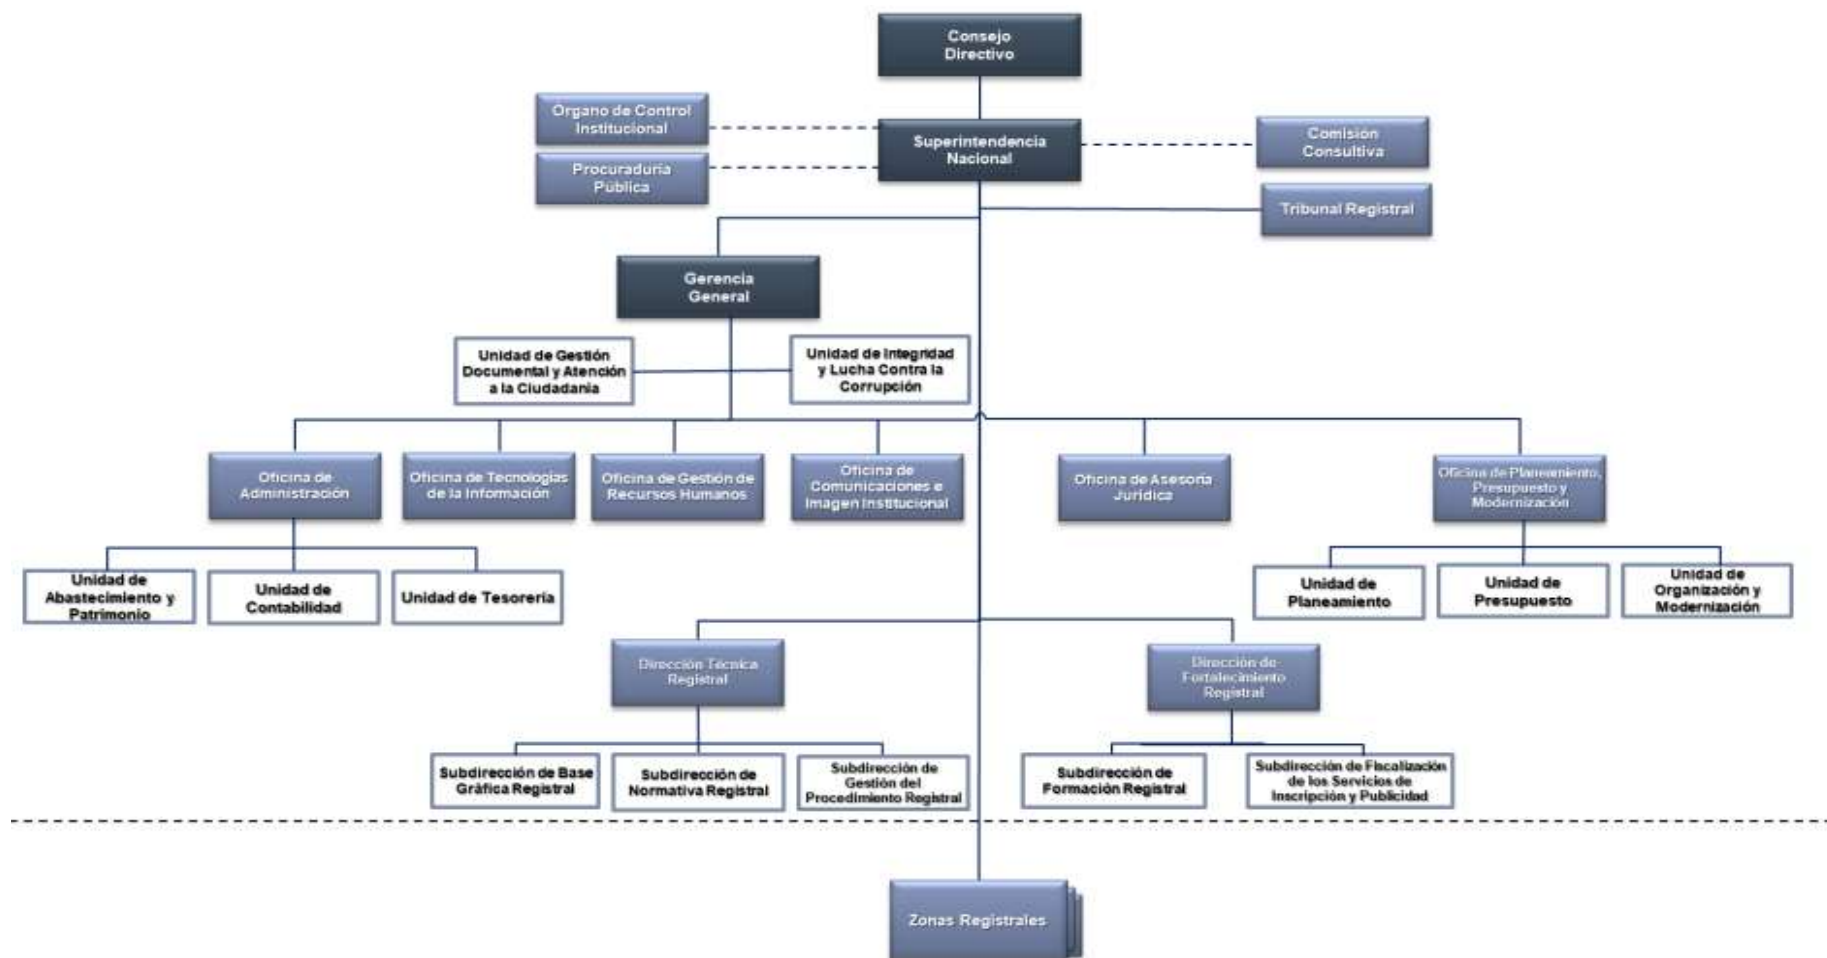 Consejo
Directivo
Órgano de Control
Institucional
Superintendencia
Nacional
Comisión
Consultiva
Procuraduría
Pública
Tribunal Registral
Gerencia
General
Unidad de Gestión
Documental y Atención
a la Ciudadanía
Unidad de Integridad
y Lucha Contra la
Corrupción
Oficina de
Administración
Oficina de Tecnologías
de la Información
Oficina de Gestión de
Recursos Humanos
Oficina de
Comunicaciones e
Imagen Institucional
Oficina de Asesoría
Jurídica
Oficina de Planeamiento,
Presupuesto y
Modernización
Unidad de
Abastecimiento y
Patrimonio
Unidad de
Contabilidad
Unidad de Tesorería
Unidad de
Planeamiento
Unidad de
Presupuesto
Unidad de
Organización y
Modernización
Dirección Técnica
Registral
Dirección de
Fortalecimiento
Registral
Subdirección de Base
Gráfica Registral
Subdirección de
Normativa Registral
Subdirección de
Gestión del
Procedimiento Registral
Subdirección de
Formación Registral
Subdirección de Fiscalización
de los Servicios de
Inscripción y Publicidad
Zonas Registrales